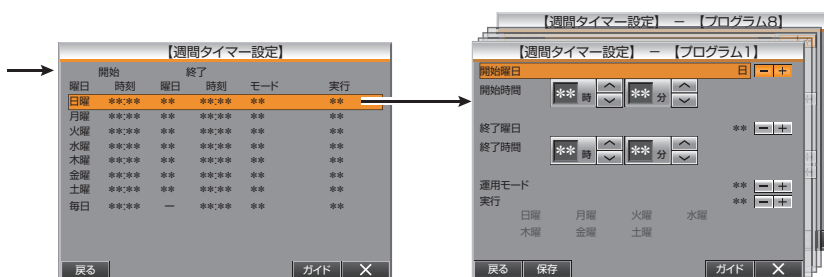 【週間タイマー設定】
開始 終了
曜日 時刻 曜日 時刻 モード 実行
日曜 **:** ** **:** ** **
月曜 **:** ** **:** ** **
火曜 **:** ** **:** ** **
水曜 **:** ** **:** ** **
木曜 **:** ** **:** ** **
金曜 **:** ** **:** ** **
土曜 **:** ** **:** ** **
毎日 **:** ー **:** ** **
戻る ガイド ×
【週間タイマー設定】 − 【プログラム8】
【週間タイマー設定】 − 【プログラム1】
開始曜日 日 − +
開始時間 ** 時 ** 分
終了曜日 ** − +
終了時間 ** 時 ** 分
運用モード ** − +
実行 ** − +
日曜 月曜 火曜 水曜
木曜 金曜 土曜
戻る 保存 ガイド ×